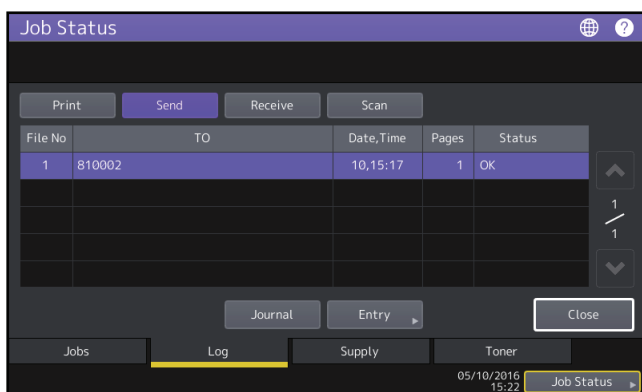 Job Status ?
Print Send Receive Scan
File No TO Date,Time Pages Status
1 810002 10,15:17 1 OK
1
1
Journal Entry Close
Jobs Log Supply Toner
05/10/2016
15:22 Job Status